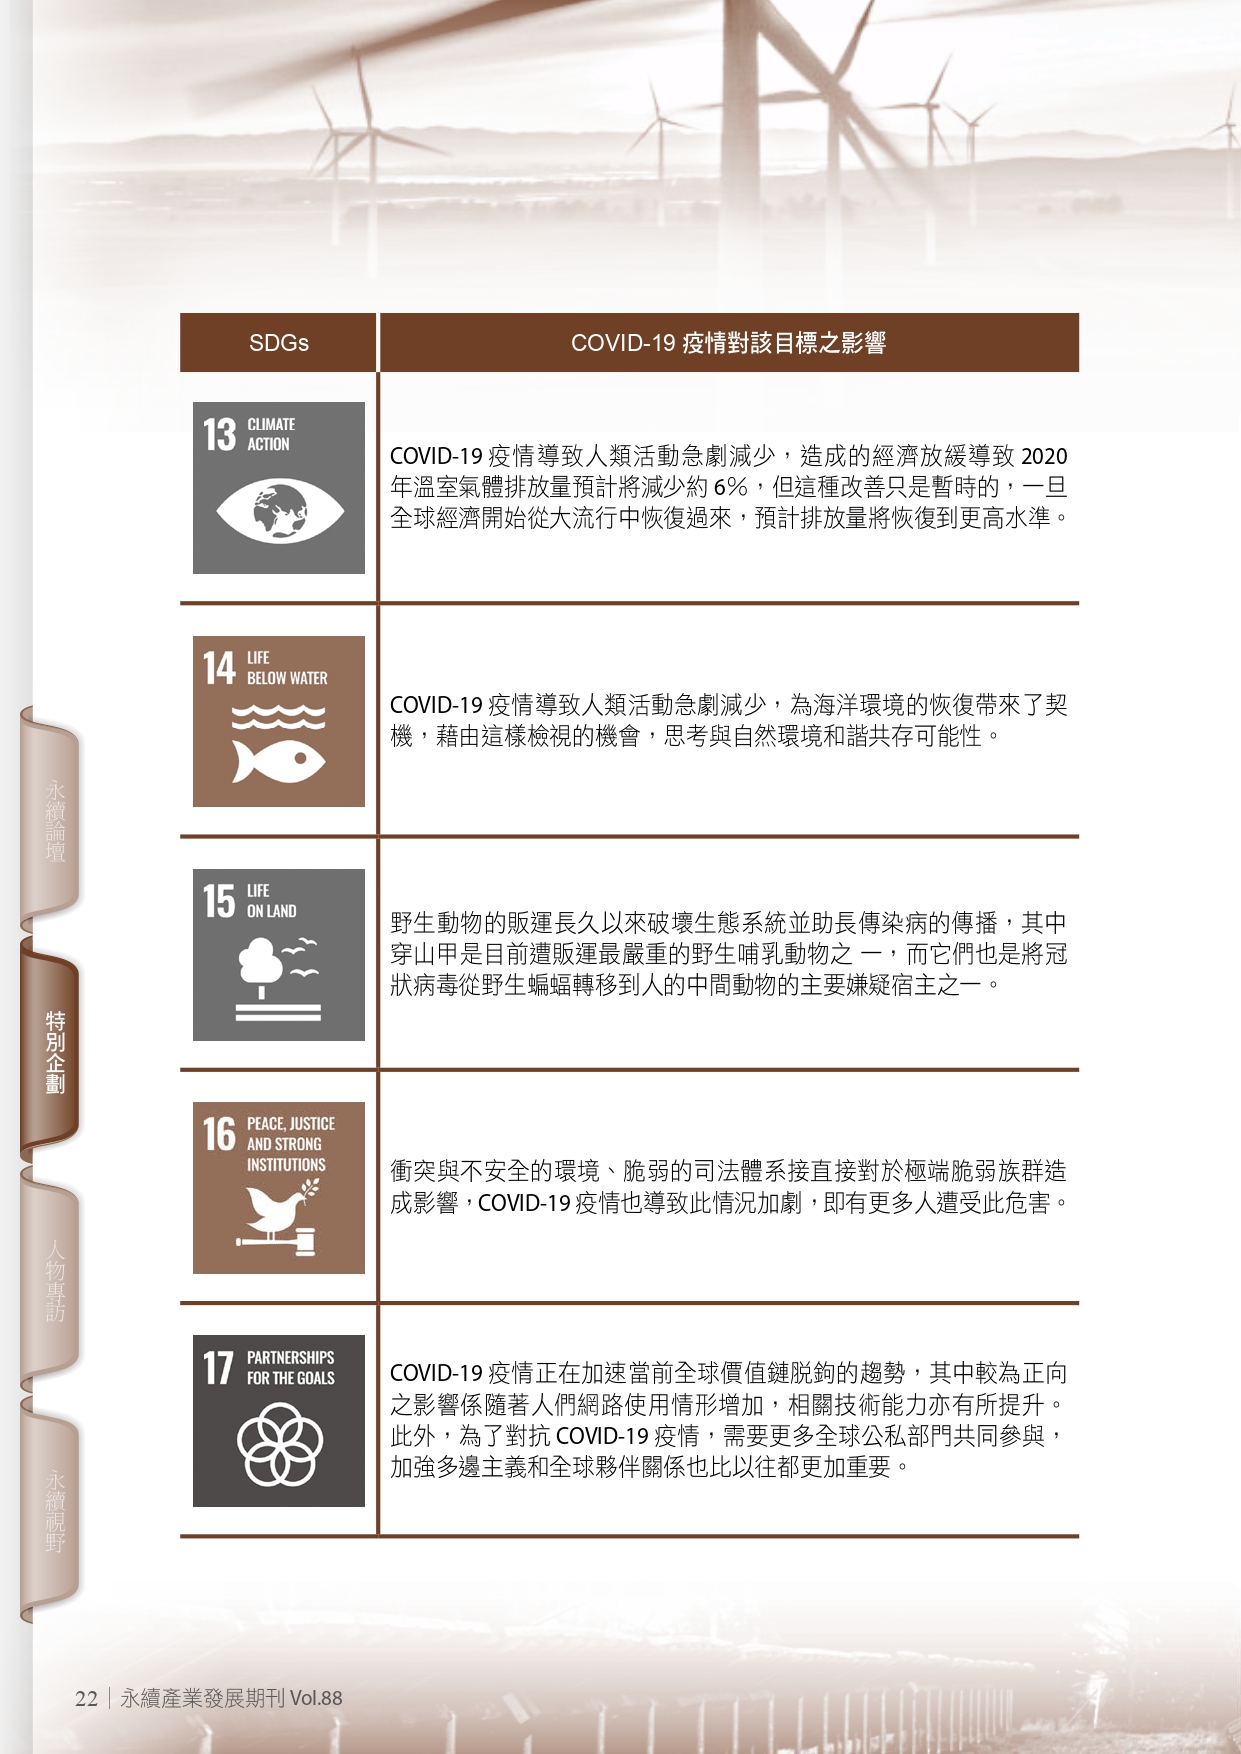 SDGs
COVID-19 疫情對該目標之影響
13 CLIMATE
ACTION
COVID-19 疫情導致人類活動急劇減少，造成的經濟放緩導致 2020
年溫室氣體排放量預計將減少約 6％，但這種改善只是暫時的，一旦
全球經濟開始從大流行中恢復過來，預計排放量將恢復到更高水準。
14 LIFE
BELOW WATER
COVID-19 疫情導致人類活動急劇減少，為海洋環境的恢復帶來了契
機，藉由這樣檢視的機會，思考與自然環境和諧共存可能性。
15 LIFE
ON LAND
野生動物的販運長久以來破壞生態系統並助長傳染病的傳播，其中
穿山甲是目前遭販運最嚴重的野生哺乳動物之 一，而它們也是將冠
狀病毒從野生蝙蝠轉移到人的中間動物的主要嫌疑宿主之一。
16 PEACE, JUSTICE
AND STRONG
INSTITUTIONS
衝突與不安全的環境、脆弱的司法體系接直接對於極端脆弱族群造
成影響，COVID-19 疫情也導致此情況加劇，即有更多人遭受此危害。
17 PARTNERSHIPS
FOR THE GOALS
COVID-19 疫情正在加速當前全球價值鏈脫鉤的趨勢，其中較為正向
之影響係隨著人們網路使用情形增加，相關技術能力亦有所提升。
此外，為了對抗 COVID-19 疫情，需要更多全球公私部門共同參與，
加強多邊主義和全球夥伴關係也比以往都更加重要。
永續論壇
特別企劃
人物專訪
永續視野
22｜永續產業發展期刊 Vol.88